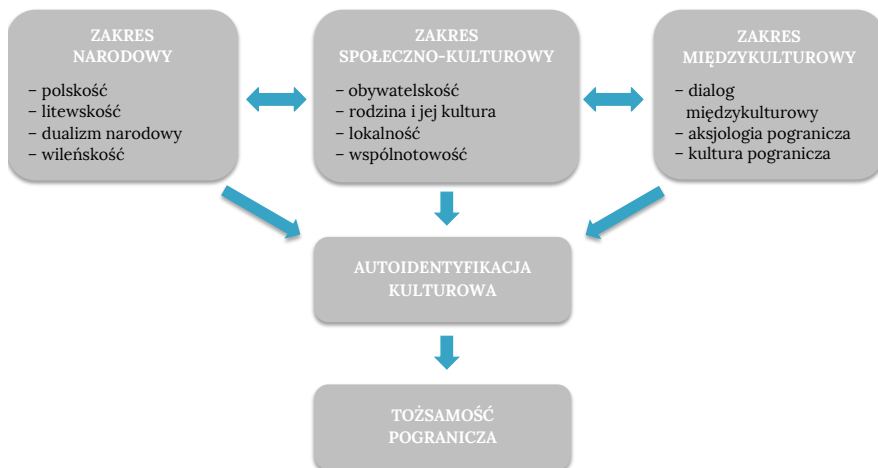 ZAKRES
NARODOWY
– polskość
– litewskość
– dualizm narodowy
– wileńskość
ZAKRES
SPOŁECZNO-KULTUROWY
– obywatelskość
– rodzina i jej kultura
– lokalność
– wspólnotowość
ZAKRES
MIĘDZYKULTUROWY
– dialog
międzykulturowy
– aksjologia pogranicza
– kultura pogranicza
AUTOIDENTYFIKACJA
KULTUROWA
TOŻSAMOŚĆ
POGRANICZA